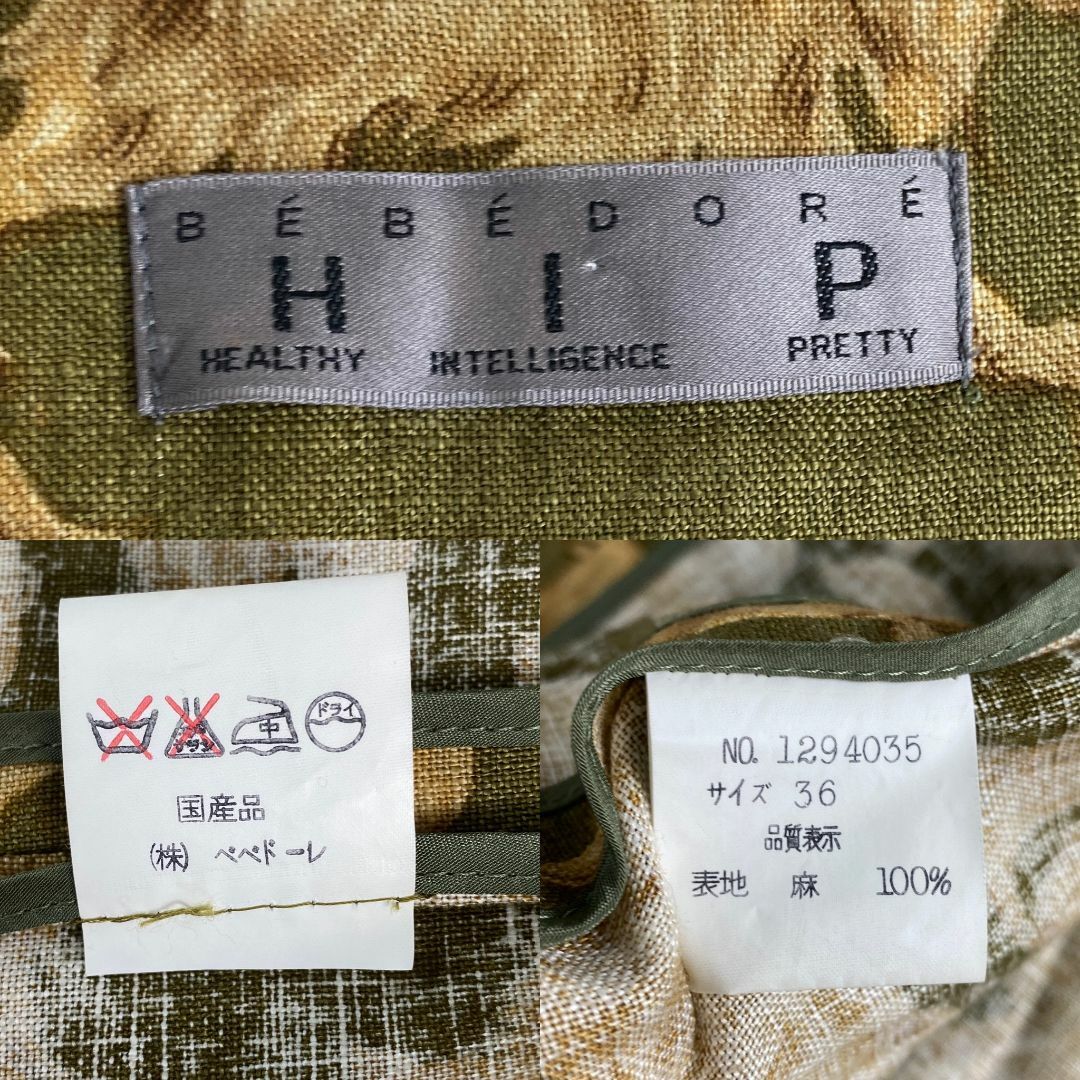 BÉBÉDORÉ
H I P
HEALTHY INTELLIGENCE PRETTY
中 ドライ
国産品
(株) ベベドーレ
NO. 1294035
サイズ 36
品質表示
表地 麻 100%